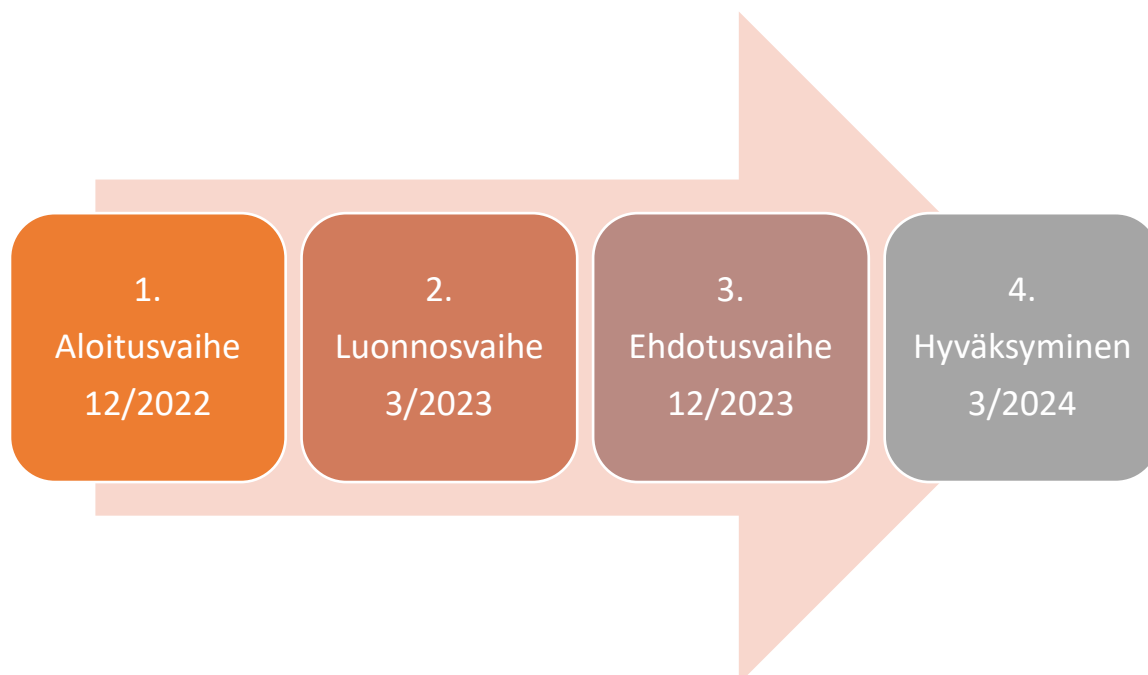 1.
Aloitusvaihe
12/2022
2.
Luonnosvaihe
3/2023
3.
Ehdotusvaihe
12/2023
4.
Hyväksyminen
3/2024